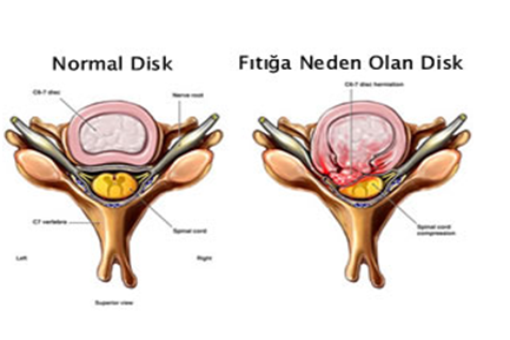 Normal Disk
Fıtığa Neden Olan Disk
C6-7 disc
Nerve root
C6-7 disc herniation
C7 vertebra
Spinal cord
Spinal cord
compression
Left
Right
Superior view